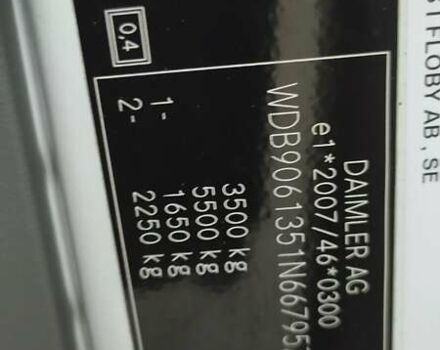 STFLOBY AB, SE
DAIMLER AG
e1*2007/46*0300
WDB9061351N66795
3500 kg
5500 kg
1- 1650 kg
2- 2250 kg
0,4